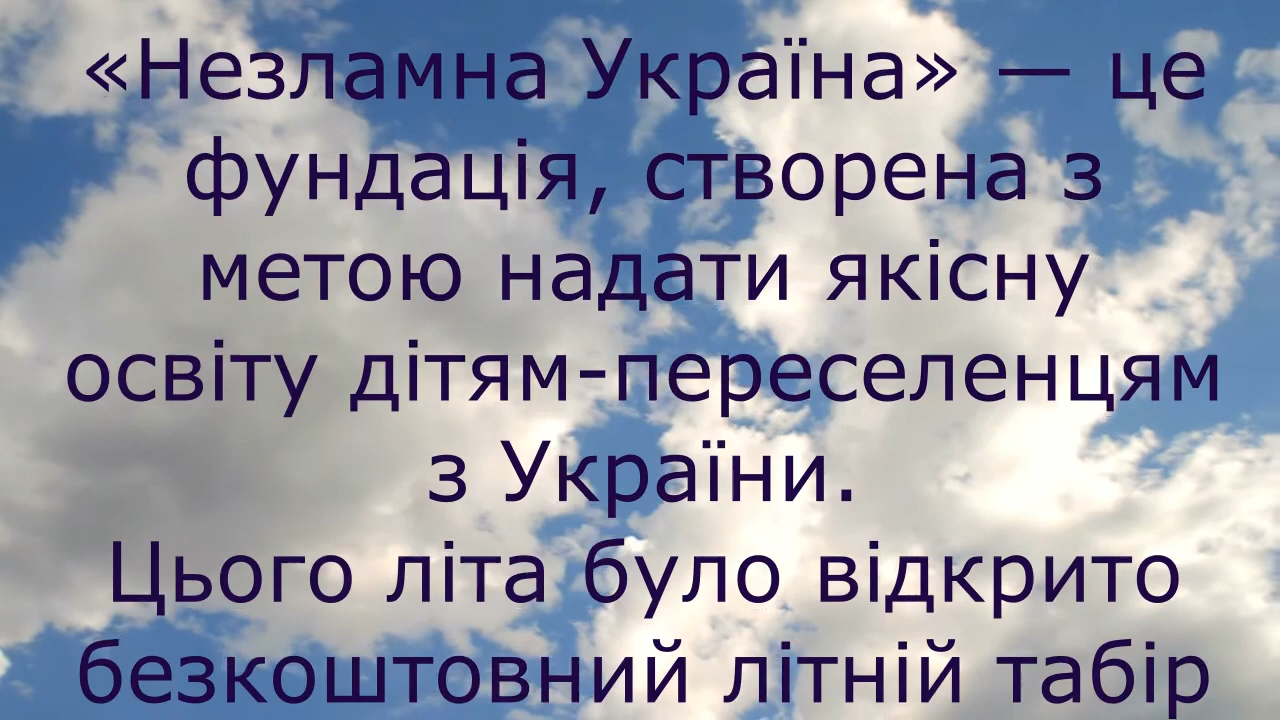 «Незламна Україна» — це
фундація, створена з
метою надати якісну
освіту дітям-переселенцям
з України.
Цього літа було відкрито
безкоштовний літній табір